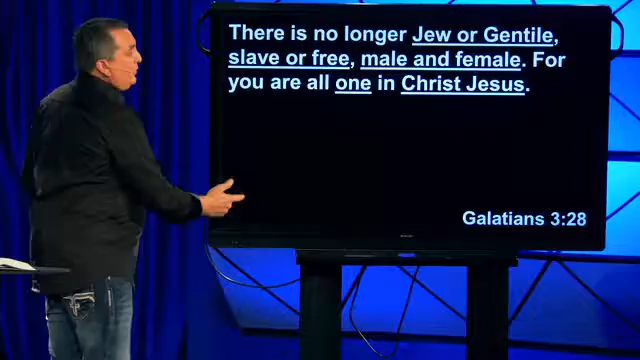 There is no longer Jew or Gentile,
slave or free, male and female. For
you are all one in Christ Jesus.
Galatians 3:28